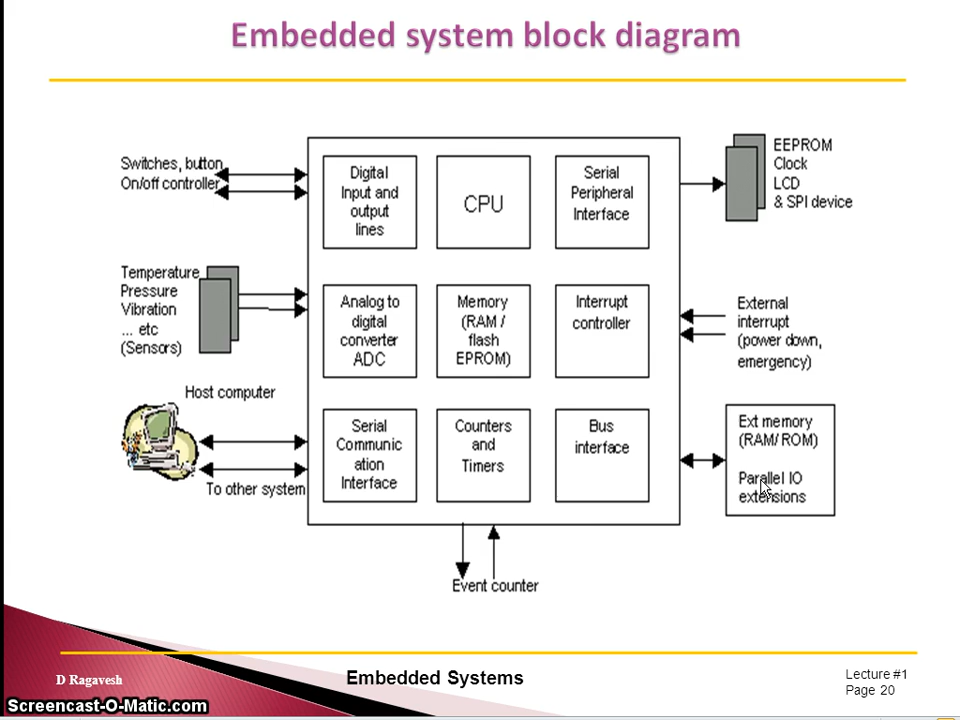 Embedded system block diagram
Switches, button
On/off controller
Digital
Input and
output
lines
CPU
Serial
Peripheral
Interface
EEPROM
Clock
LCD
& SPI device
Temperature
Pressure
Vibration
... etc
(Sensors)
Analog to
digital
converter
ADC
Memory
(RAM /
flash
EPROM)
Interrupt
controller
External
interrupt
(power down,
emergency)
Host computer
To other system
Serial
Communic
ation
Interface
Counters
and
Timers
Bus
interface
Ext memory
(RAM/ROM)
Parallel IO
extensions
Event counter
D Ragavesh
Embedded Systems
Lecture #1
Page 20
Screencast-O-Matic.com